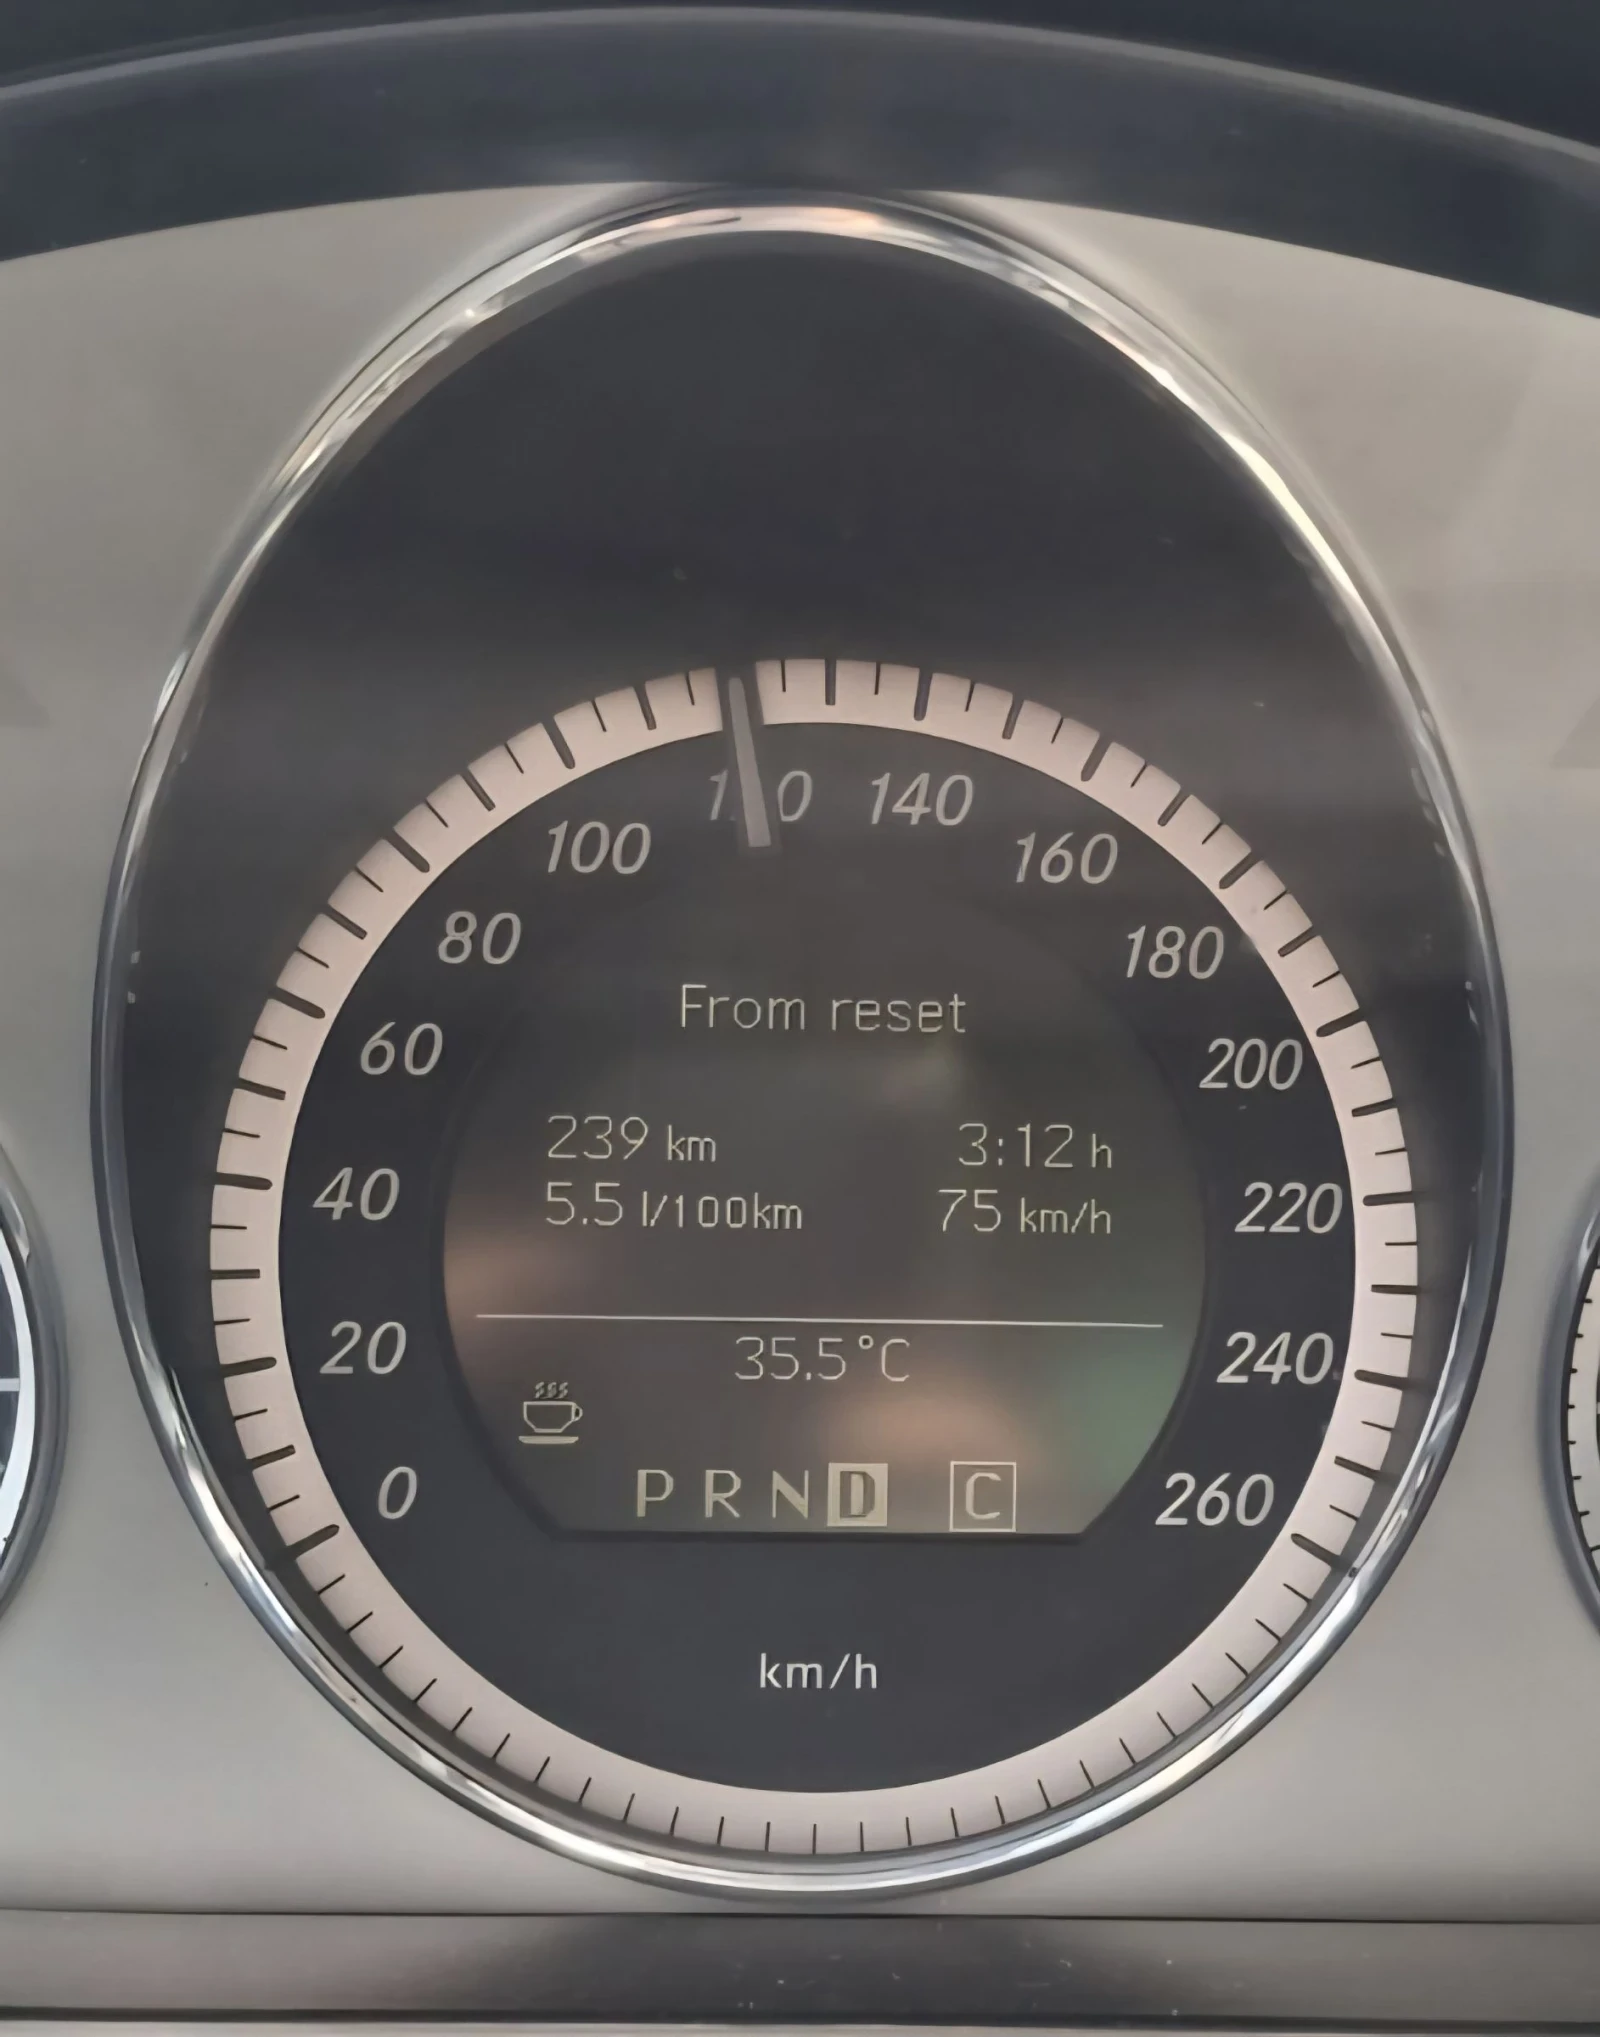 120 140
100 160
80 180
From reset
60 200
239 km 3:12 h
40 220
5.5 l/100km 75 km/h
20 240
35.5°C
0 260
P R N D C
km/h